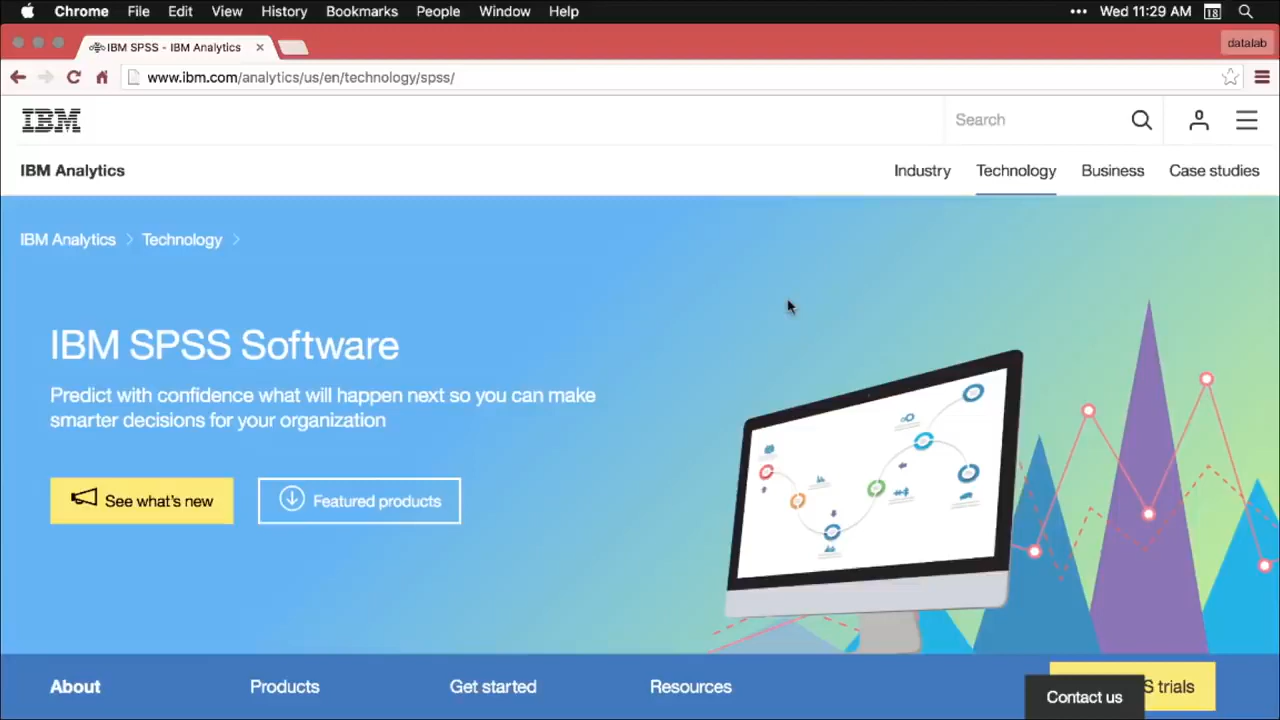 Chrome File Edit View History Bookmarks People Window Help ••• Wed 11:29 AM 18
IBM SPSS - IBM Analytics × datalab
www.ibm.com/analytics/us/en/technology/spss/
IBM Search
IBM Analytics Industry Technology Business Case studies
IBM Analytics > Technology >
IBM SPSS Software
Predict with confidence what will happen next so you can make
smarter decisions for your organization
See what's new Featured products
About Products Get started Resources S trials
Contact us